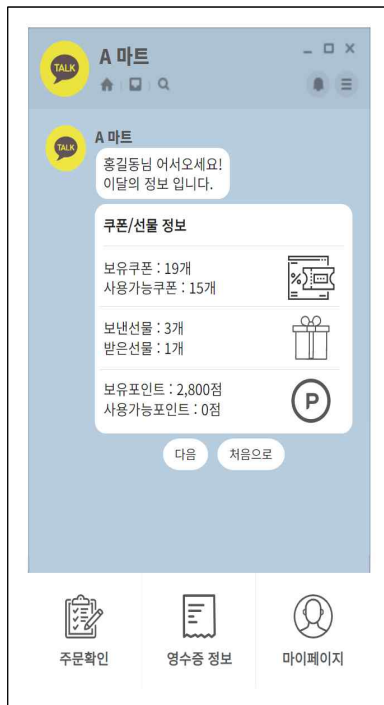 TALK
A 마트
TALK
A 마트
홍길동님 어서오세요!
이달의 정보 입니다.
쿠폰/선물 정보
보유쿠폰 : 19개
사용가능쿠폰 : 15개
%
보낸선물 : 3개
받은선물 : 1개
보유포인트 : 2,800점
사용가능포인트 : 0점
P
다음
처음으로
주문확인
영수증 정보
마이페이지